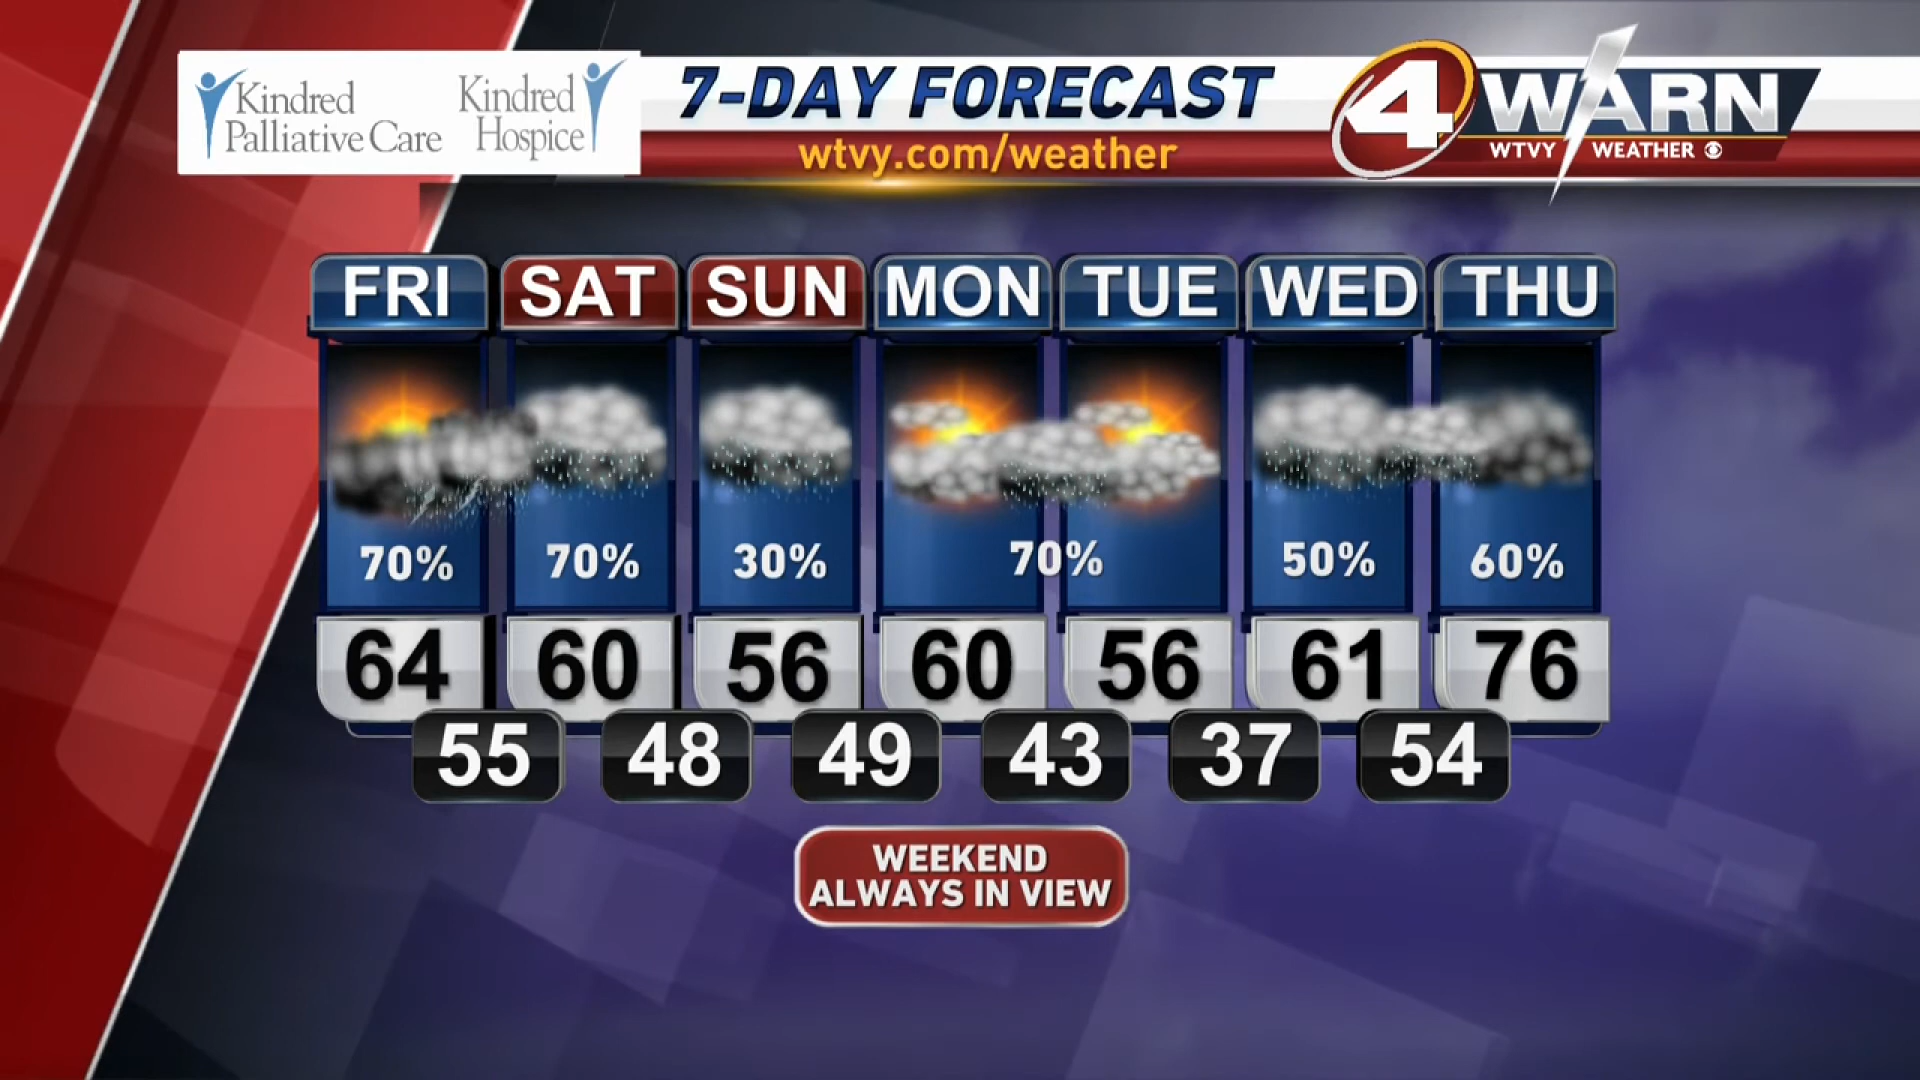 Kindred
Palliative Care
Kindred
Hospice
7-DAY FORECAST
wtvy.com/weather
4 WARN
WTVY WEATHER
FRI SAT SUN MON TUE WED THU
70% 70% 30% 70% 50% 60%
64 60 56 60 56 61 76
55 48 49 43 37 54
WEEKEND
ALWAYS IN VIEW